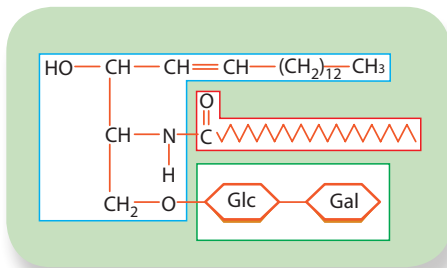 HO CH CH CH (CH₂)₁₂ CH₃
O
CH N C
H
CH₂ O Glc Gal